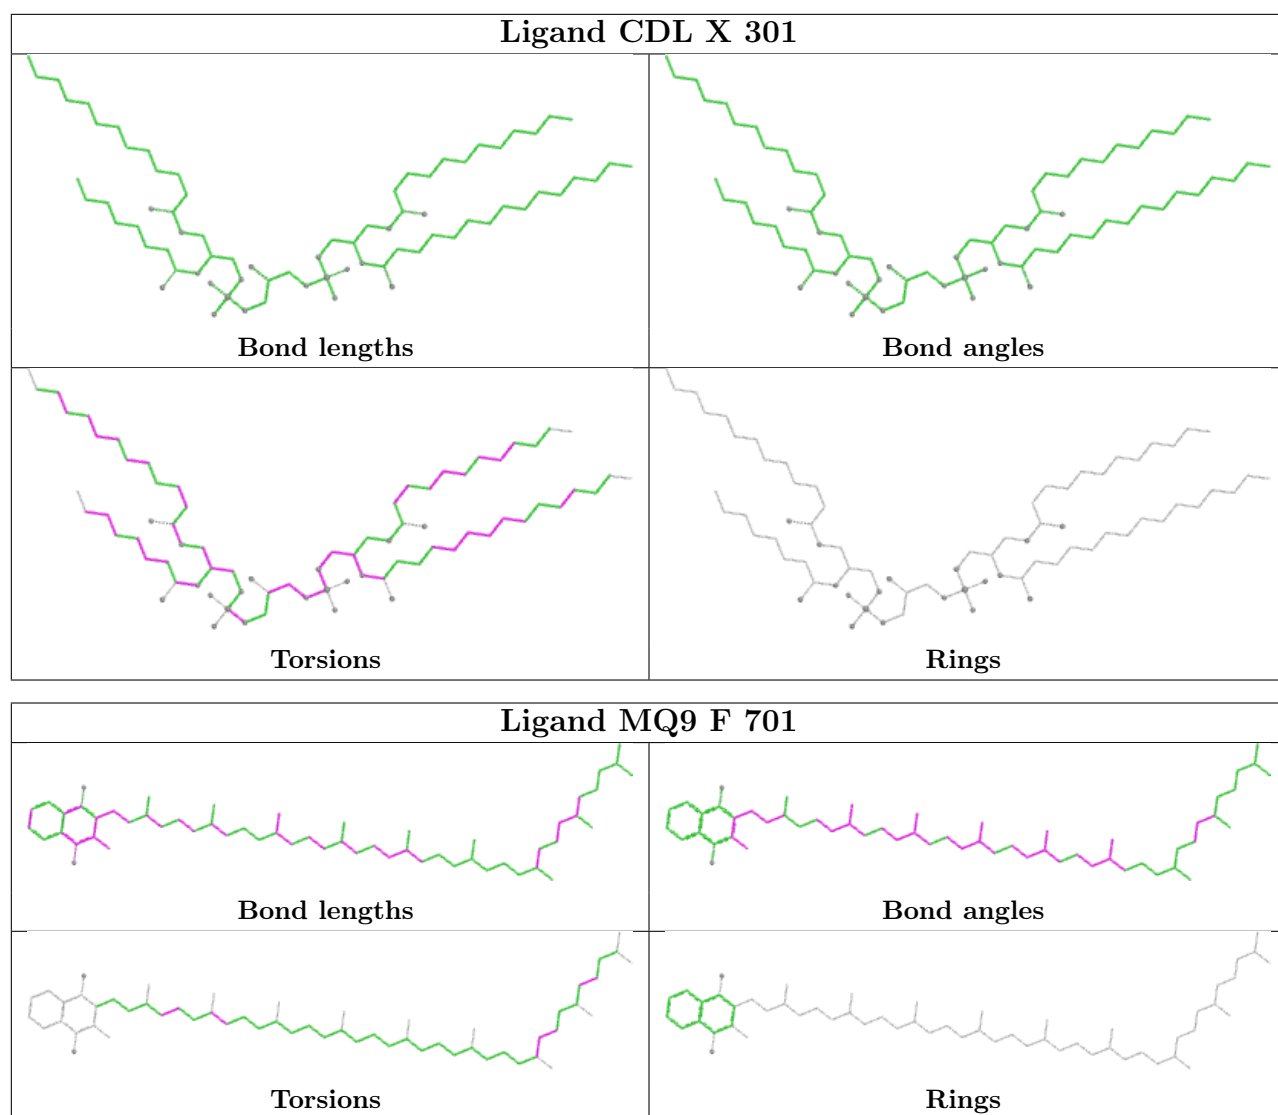 Ligand CDL X 301
Bond lengths
Bond angles
Torsions
Rings
Ligand MQ9 F 701
Bond lengths
Bond angles
Torsions
Rings